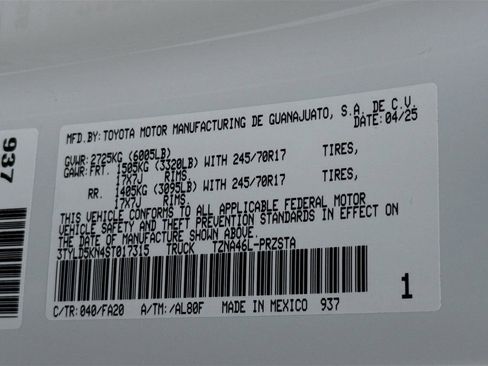 MFD.BY: TOYOTA MOTOR MANUFACTURING DE GUANAJUATO, S.A. DE C.V.
DATE: 04/25
GVWR: 2725KG (6005LB)
GAWR: FRT. 1505KG (3320LB) WITH 245/70R17 TIRES,
17X7J RIMS,
RR. 1405KG (3095LB) WITH 245/70R17 TIRES,
17X7J RIMS.
THIS VEHICLE CONFORMS TO ALL APPLICABLE FEDERAL MOTOR
VEHICLE SAFETY AND THEFT PREVENTION STANDARDS IN EFFECT ON
THE DATE OF MANUFACTURE SHOWN ABOVE.
3TYLD5KN4ST017315 TRUCK TZNA46L-PRZSTA
1
C/TR: 040/FA20 A/TM: /AL80F MADE IN MEXICO 937
937